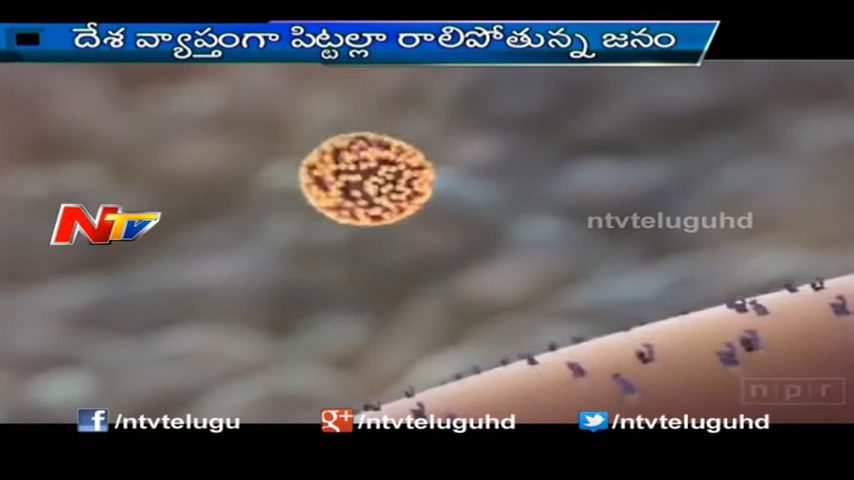 దేశ వ్యాప్తంగా పిట్టల్లా రాలిపోతున్న జనం
NTV
ntvteluguhd
npr
f /ntvtelugu
g+ /ntvteluguhd
/ntvteluguhd